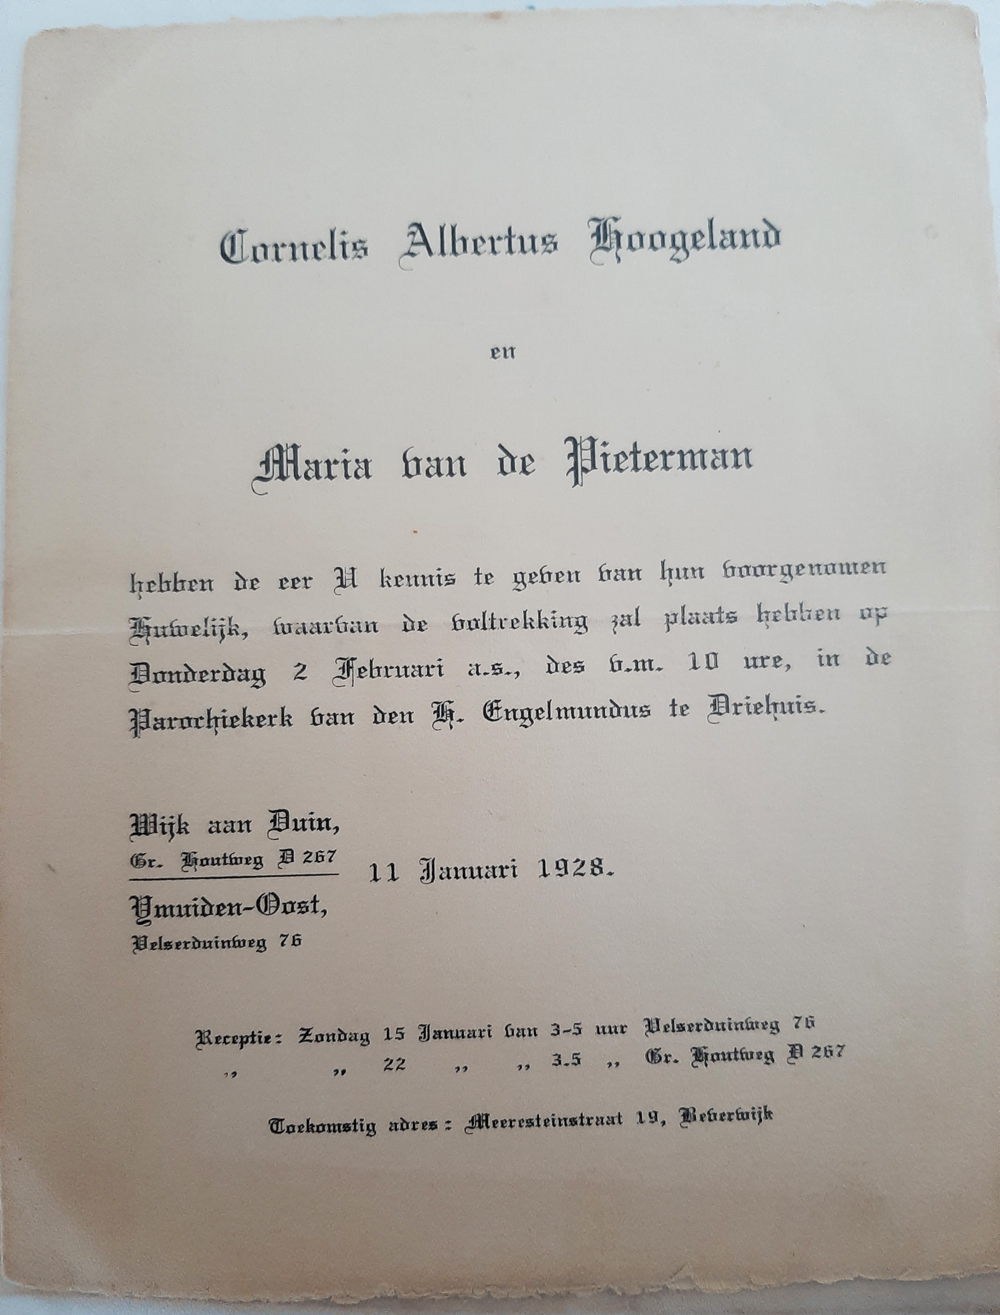 Cornelis Albertus Hoogeland
en
Maria van de Pieterman
hebben de eer U kennis te geven van hun voorgenomen
Huwelijk, waarvan de voltrekking zal plaats hebben op
Donderdag 2 Februari a.s., des v.m. 10 ure, in de
Parochiekerk van den H. Engelmundus te Driehuis.
Wijk aan Duin,
Gr. Houtweg D 267
11 Januari 1928.
Ymuiden-Oost,
Velserduinweg 76
Receptie: Zondag 15 Januari van 3-5 uur Velserduinweg 76
„ „ 22 „ „ 3.5 „ Gr. Houtweg D 267
Toekomstig adres: Meeresteinstraat 19, Beverwijk